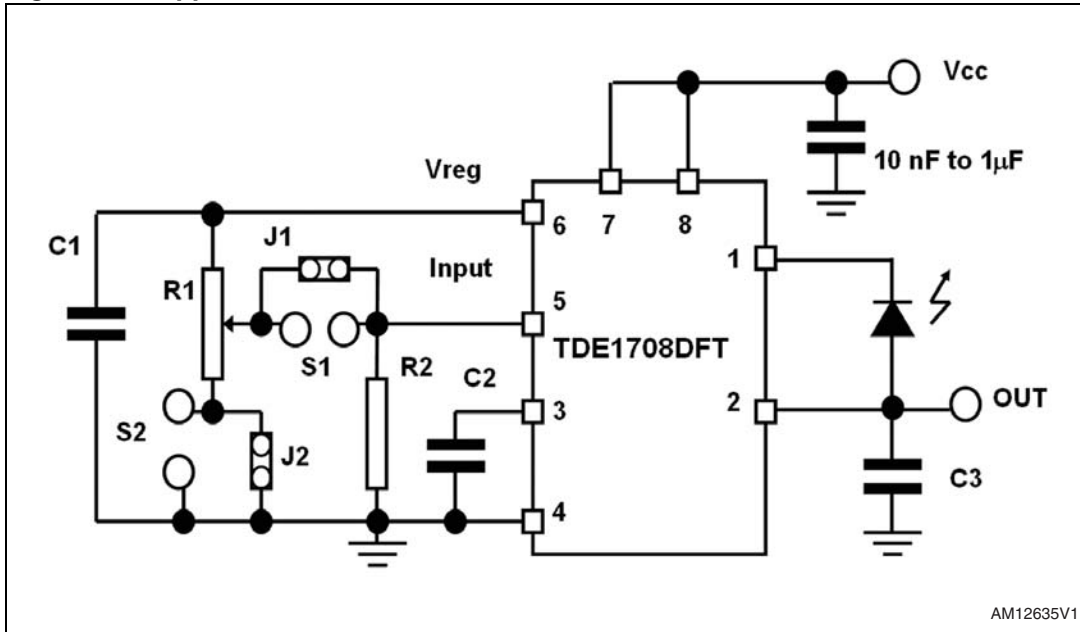 Vcc
10 nF to 1µF
Vreg
6
7
8
C1
J1
R1
Input
1
5
TDE1708DFT
S1
R2
C2
3
2
OUT
S2
J2
C3
4
AM12635V1